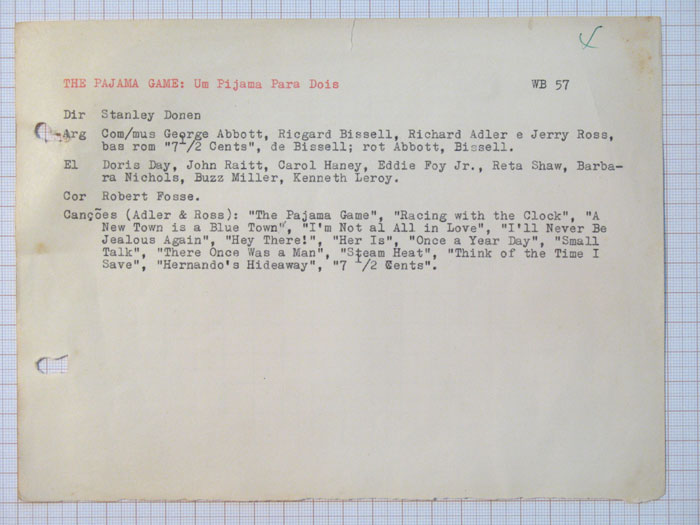 THE PAJAMA GAME: Um Pijama Para Dois WB 57
Dir Stanley Donen
Arg Com/mus George Abbott, Ricgard Bissell, Richard Adler e Jerry Ross,
bas rom "7 1/2 Cents", de Bissell; rot Abbott, Bissell.
El Doris Day, John Raitt, Carol Haney, Eddie Foy Jr., Reta Shaw, Barba-
ra Nichols, Buzz Miller, Kenneth Leroy.
Cor Robert Fosse.
Canções (Adler & Ross): "The Pajama Game", "Racing with the Clock", "A
New Town is a Blue Town", "I'm Not al All in Love", "I'll Never Be
Jealous Again", "Hey There!", "Her Is", "Once a Year Day", "Small
Talk", "There Once Was a Man", "Steam Heat", "Think of the Time I
Save", "Hernando's Hideaway", "7 1/2 Cents".